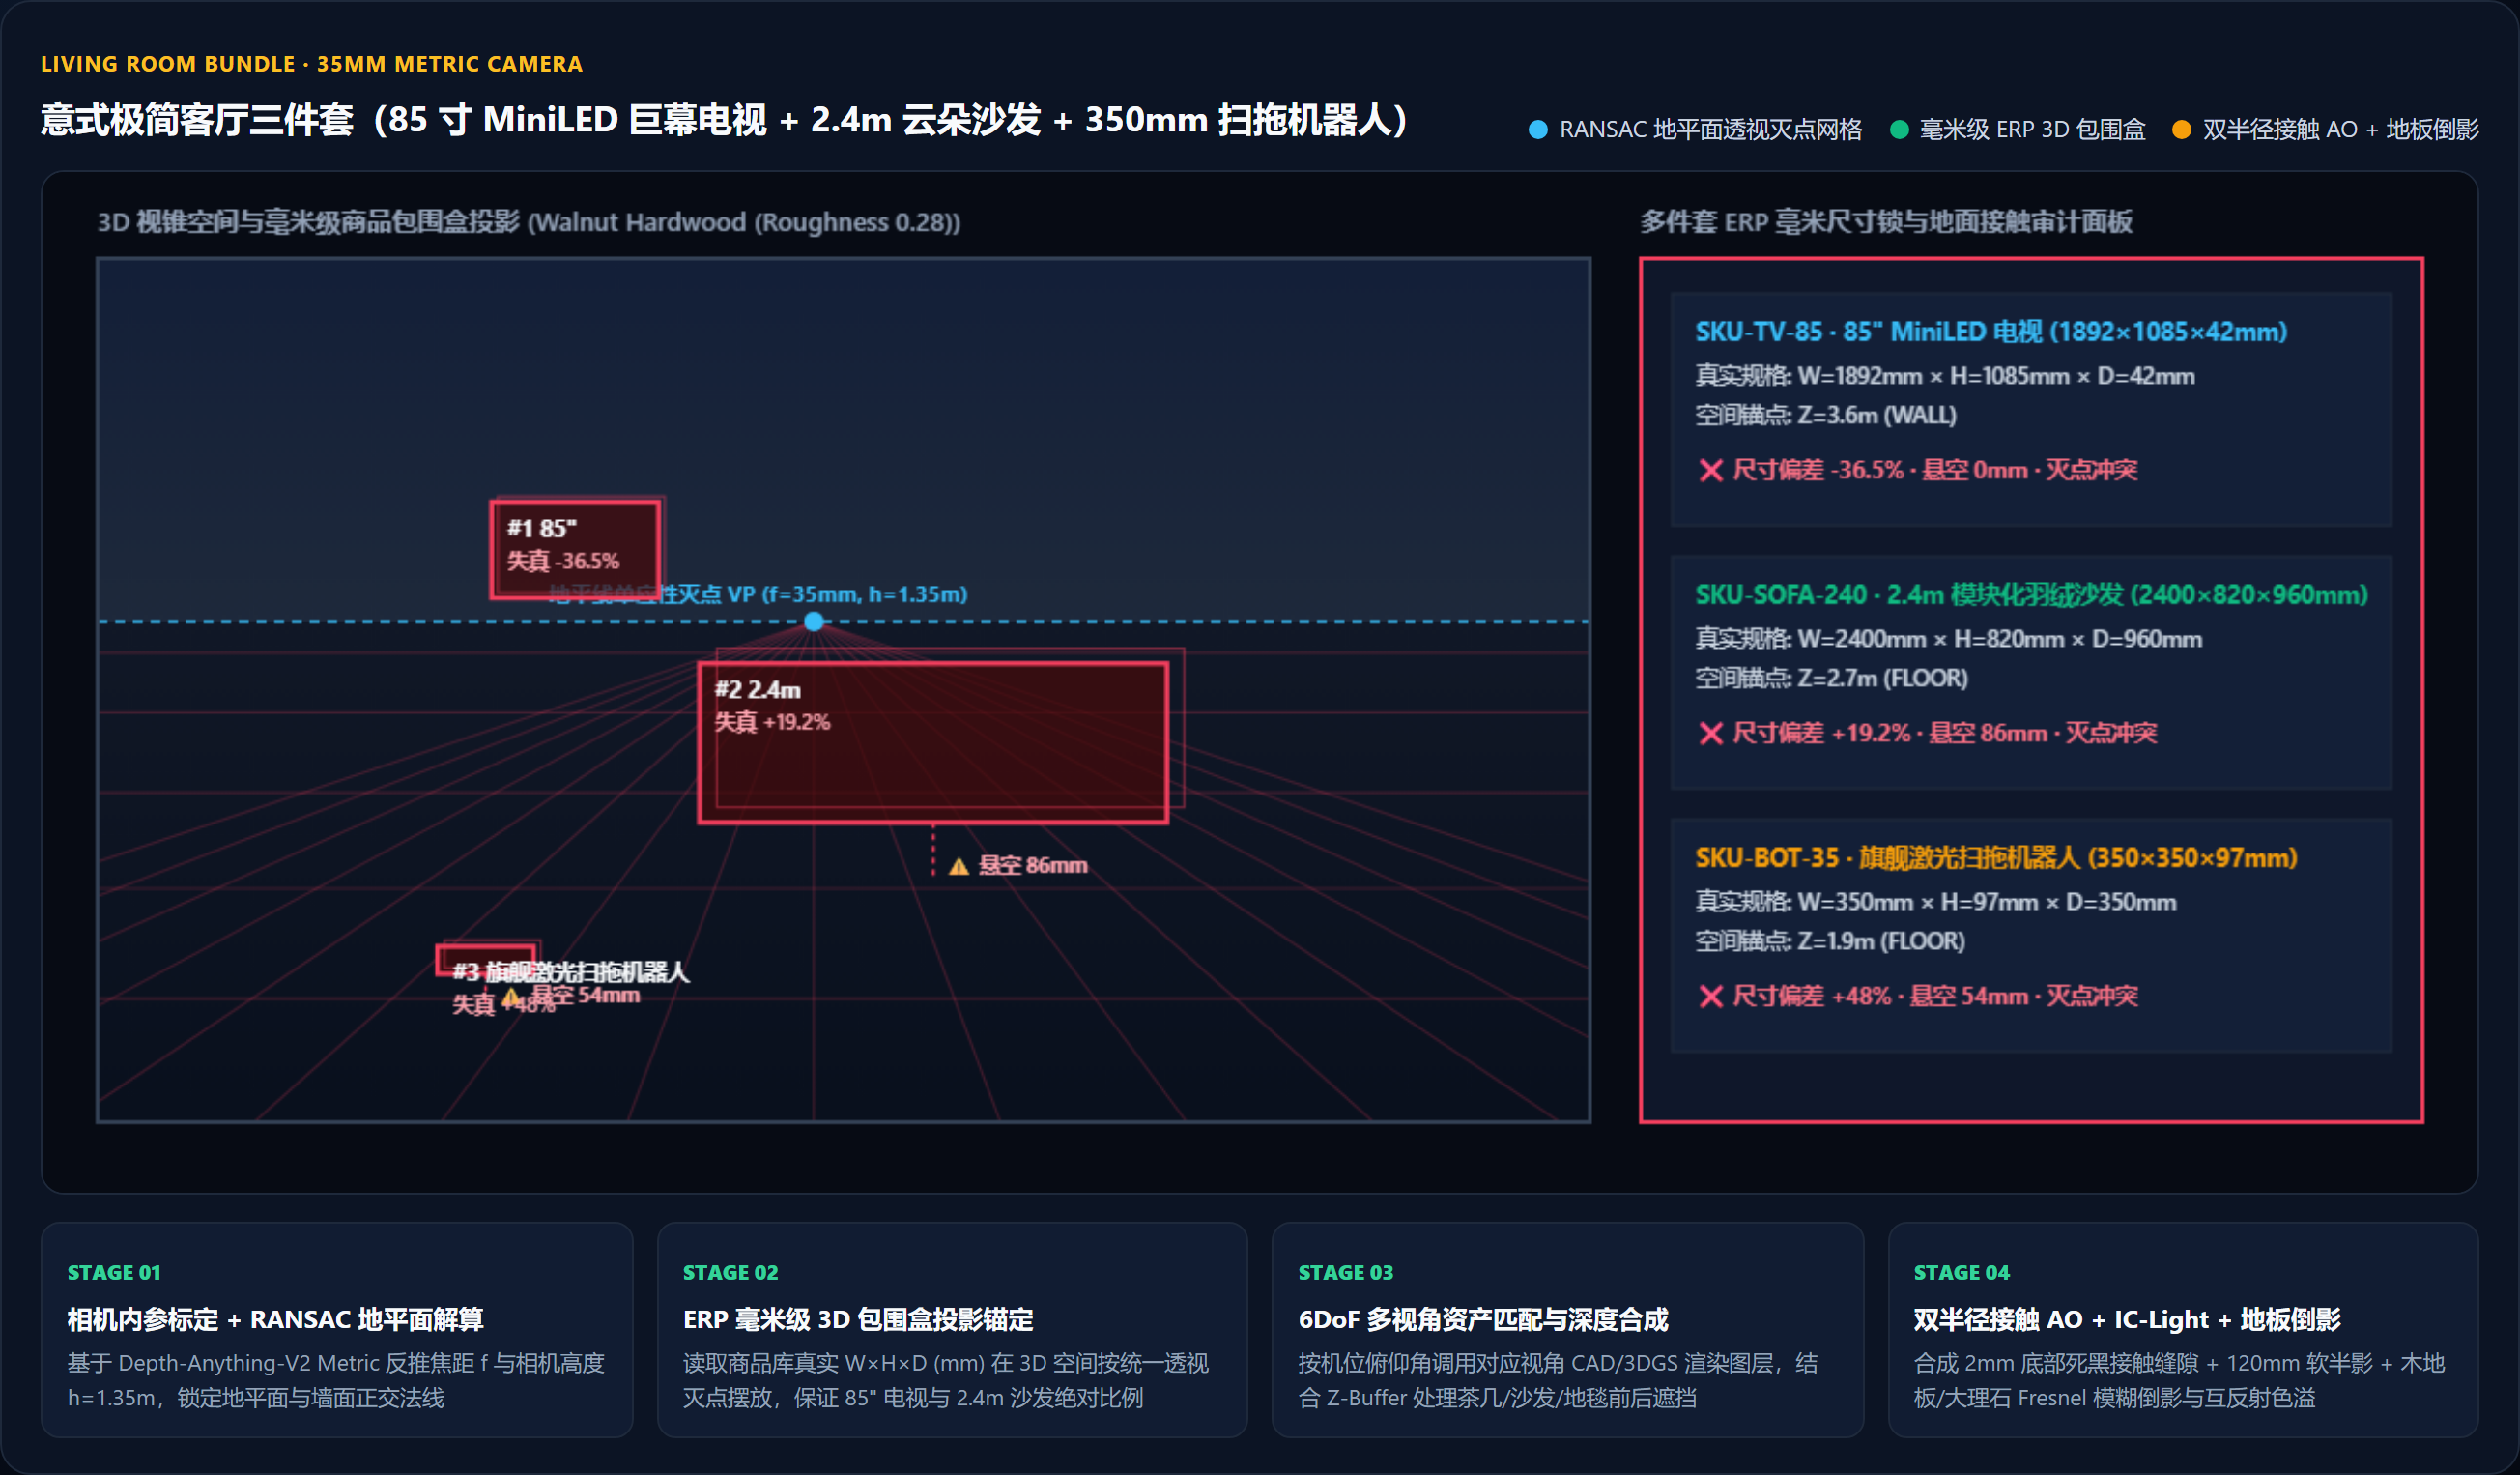 LIVING ROOM BUNDLE · 35MM METRIC CAMERA
意式极简客厅三件套（85 寸 MiniLED 巨幕电视 + 2.4m 云朵沙发 + 350mm 扫拖机器人）
RANSAC 地平面透视灭点网格
毫米级 ERP 3D 包围盒
双半径接触 AO + 地板倒影
3D 视锥空间与毫米级商品包围盒投影 (Walnut Hardwood (Roughness 0.28))
#1 85"
失真 -36.5%
地平线单应性灭点 VP (f=35mm, h=1.35m)
#2 2.4m
失真 +19.2%
⚠ 悬空 86mm
#3 旗舰激光扫拖机器人
失真 +48%
⚠ 悬空 54mm
多件套 ERP 毫米尺寸锁与地面接触审计面板
SKU-TV-85 · 85" MiniLED 电视 (1892×1085×42mm)
真实规格: W=1892mm × H=1085mm × D=42mm
空间锚点: Z=3.6m (WALL)
❌ 尺寸偏差 -36.5% · 悬空 0mm · 灭点冲突
SKU-SOFA-240 · 2.4m 模块化羽绒沙发 (2400×820×960mm)
真实规格: W=2400mm × H=820mm × D=960mm
空间锚点: Z=2.7m (FLOOR)
❌ 尺寸偏差 +19.2% · 悬空 86mm · 灭点冲突
SKU-BOT-35 · 旗舰激光扫拖机器人 (350×350×97mm)
真实规格: W=350mm × H=97mm × D=350mm
空间锚点: Z=1.9m (FLOOR)
❌ 尺寸偏差 +48% · 悬空 54mm · 灭点冲突
STAGE 01
相机内参标定 + RANSAC 地平面解算
基于 Depth-Anything-V2 Metric 反推焦距 f 与相机高度
h=1.35m，锁定地平面与墙面正交法线
STAGE 02
ERP 毫米级 3D 包围盒投影锚定
读取商品库真实 W×H×D (mm) 在 3D 空间按统一透视
灭点摆放，保证 85" 电视与 2.4m 沙发绝对比例
STAGE 03
6DoF 多视角资产匹配与深度合成
按机位俯仰角调用对应视角 CAD/3DGS 渲染图层，结
合 Z-Buffer 处理茶几/沙发/地毯前后遮挡
STAGE 04
双半径接触 AO + IC-Light + 地板倒影
合成 2mm 底部死黑接触缝隙 + 120mm 软半影 + 木地
板/大理石 Fresnel 模糊倒影与互反射色溢